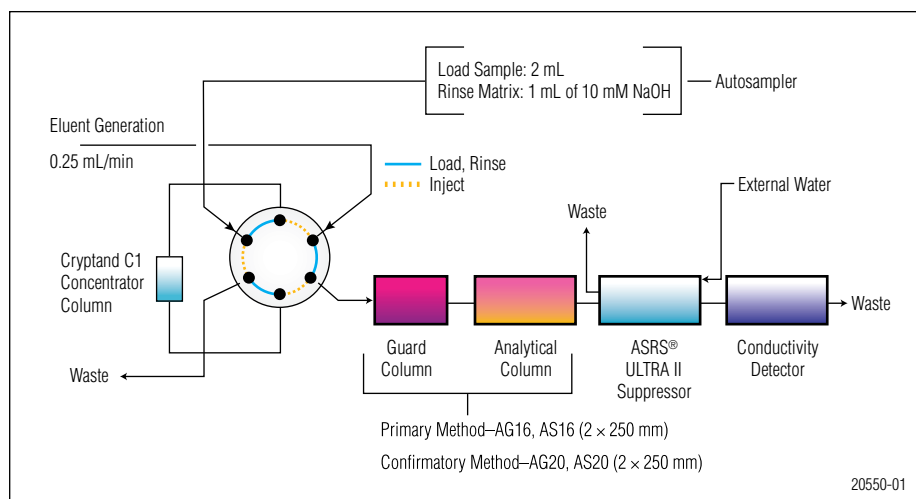 Load Sample: 2 mL
Rinse Matrix: 1 mL of 10 mM NaOH
Autosampler
Eluent Generation
0.25 mL/min
Load, Rinse
Inject
External Water
Waste
Cryptand C1
Concentrator
Column
Waste
Waste
Guard
Column
Analytical
Column
ASRS®
ULTRA II
Suppressor
Conductivity
Detector
Primary Method–AG16, AS16 (2 × 250 mm)
Confirmatory Method–AG20, AS20 (2 × 250 mm)
20550-01